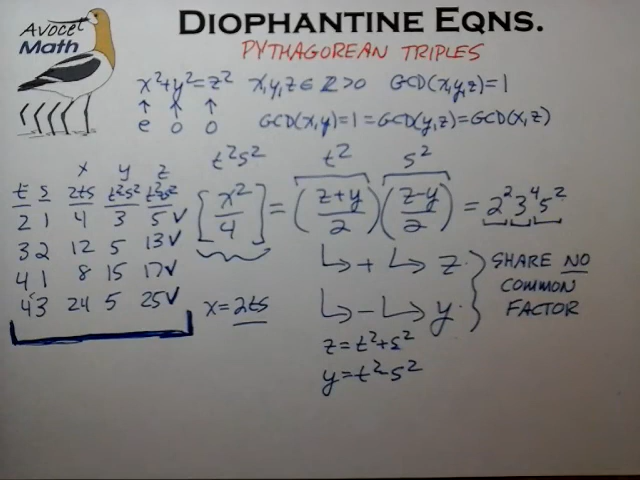 Avocet
Math
DIOPHANTINE EQNS.
PYTHAGOREAN TRIPLES
x²+y²=z² x,y,z∈ℤ>0 GCD(x,y,z)=1
↑ ↑ ↑
e o o GCD(x,y)=1=GCD(y,z)=GCD(x,z)
t²s² t² s²
[x²/4] = ((z+y)/2)((z-y)/2) = 2²3⁴5²
x y z
t s 2ts t²-s² t²+s²
2 1 4 3 5✓
3 2 12 5 13✓
4 1 8 15 17✓
4 3 24 5 25✓
↳+↳ z.
↳-↳ y.
SHARE NO
COMMON
FACTOR
x=2ts
z=t²+s²
y=t²-s²